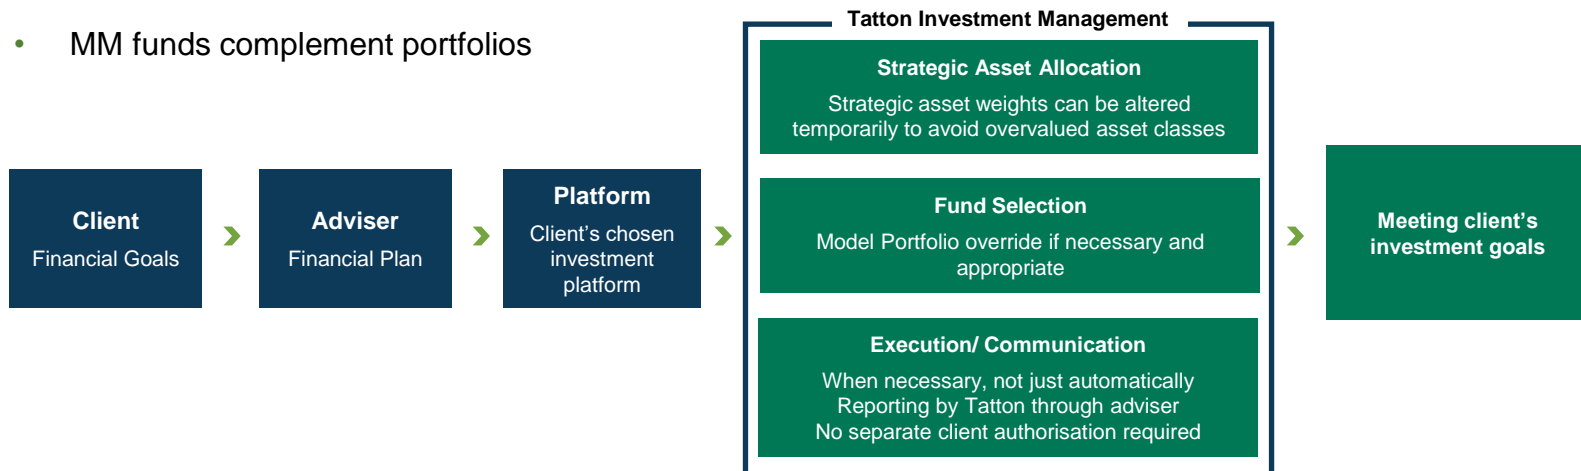 • MM funds complement portfolios
Tatton Investment Management
Client
Financial Goals
Adviser
Financial Plan
Platform
Client's chosen
investment
platform
Strategic Asset Allocation
Strategic asset weights can be altered
temporarily to avoid overvalued asset classes
Fund Selection
Model Portfolio override if necessary and
appropriate
Execution/ Communication
When necessary, not just automatically
Reporting by Tatton through adviser
No separate client authorisation required
Meeting client's
investment goals